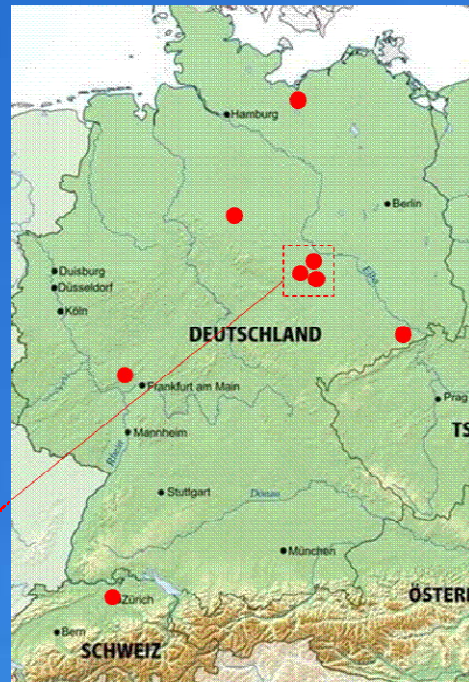 Hamburg
Berlin
Elbe
Duisburg
Düsseldorf
Köln
DEUTSCHLAND
Frankfurt am Main
Prag
Mannheim
TS
Rhein
Stuttgart
Donau
München
Zürich
ÖSTERI
Bern
SCHWEIZ